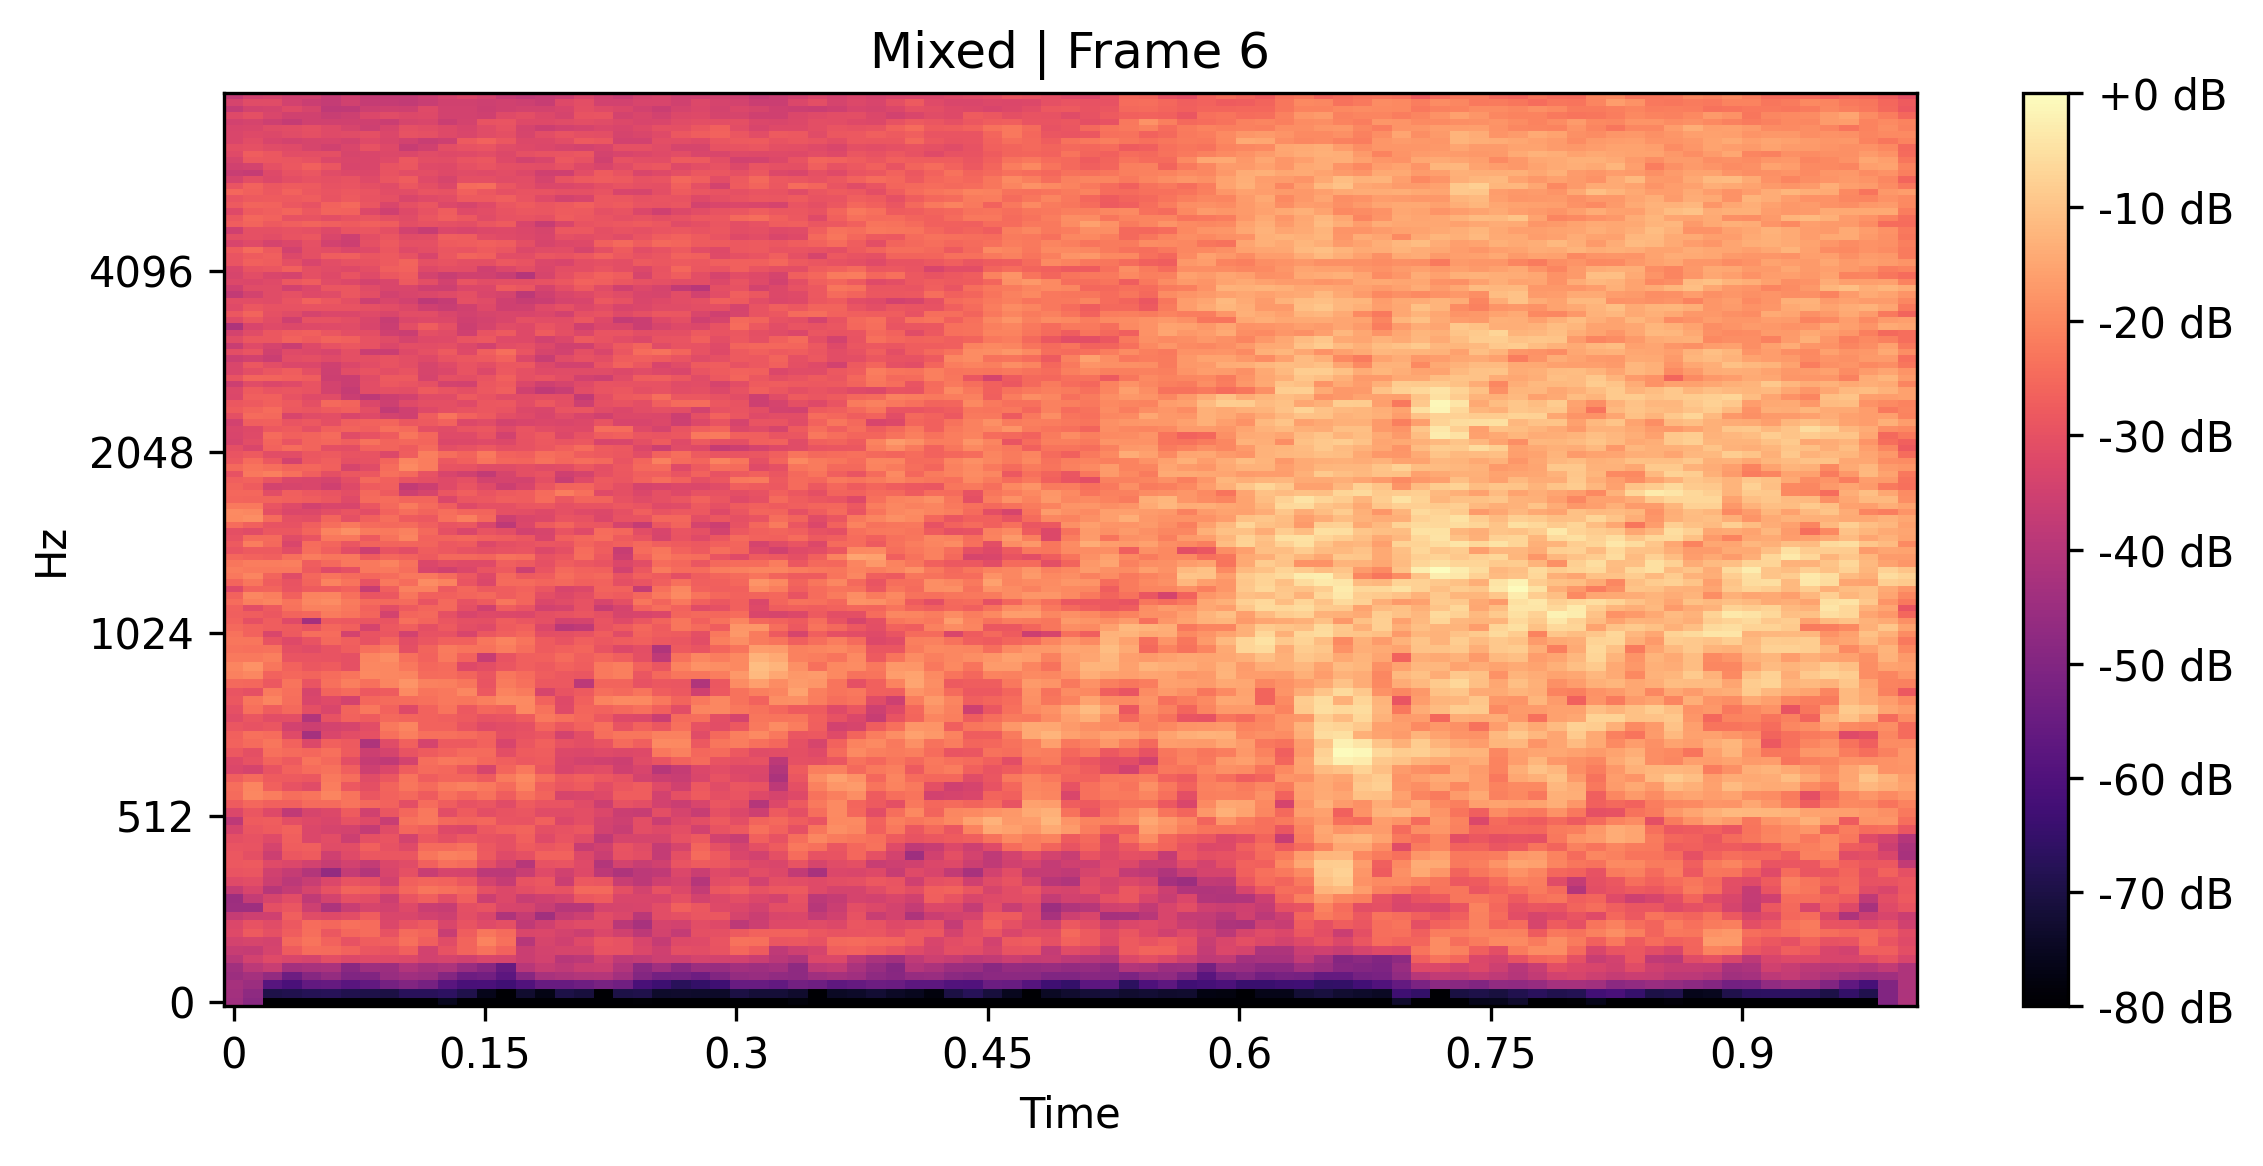 Mixed | Frame 6
Hz
4096
2048
1024
512
0
0 0.15 0.3 0.45 0.6 0.75 0.9
Time
+0 dB
-10 dB
-20 dB
-30 dB
-40 dB
-50 dB
-60 dB
-70 dB
-80 dB